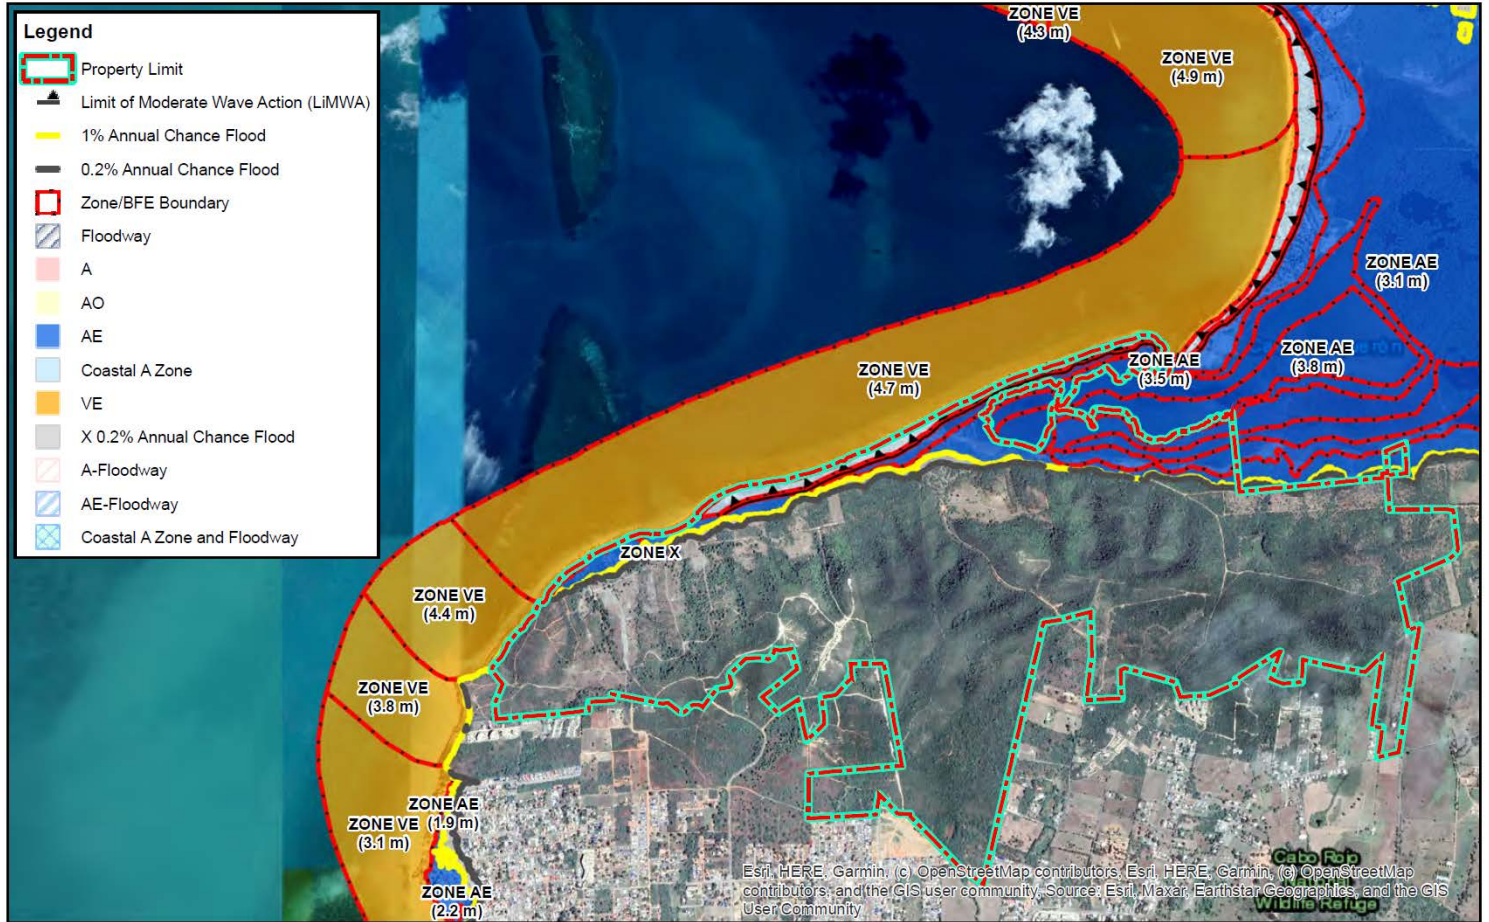 Legend
Property Limit
Limit of Moderate Wave Action (LiMWA)
1% Annual Chance Flood
0.2% Annual Chance Flood
Zone/BFE Boundary
Floodway
A
AO
AE
Coastal A Zone
VE
X 0.2% Annual Chance Flood
A-Floodway
AE-Floodway
Coastal A Zone and Floodway
ZONE VE
(4.3 m)
ZONE VE
(4.9 m)
ZONE AE
(3.1 m)
ZONE AE
(3.8 m)
ZONE AE
(3.5 m)
ZONE VE
(4.7 m)
ZONE X
ZONE VE
(4.4 m)
ZONE VE
(3.8 m)
ZONE AE
(1.9 m)
ZONE VE
(3.1 m)
ZONE AE
(2.2 m)
Cabo Rojo
Wildlife Refuge
Esri, HERE, Garmin, (c) OpenStreetMap contributors, Esri, HERE, Garmin, (c) OpenStreetMap
contributors, and the GIS user community, Source: Esri, Maxar, Earthstar Geographics, and the GIS
User Community